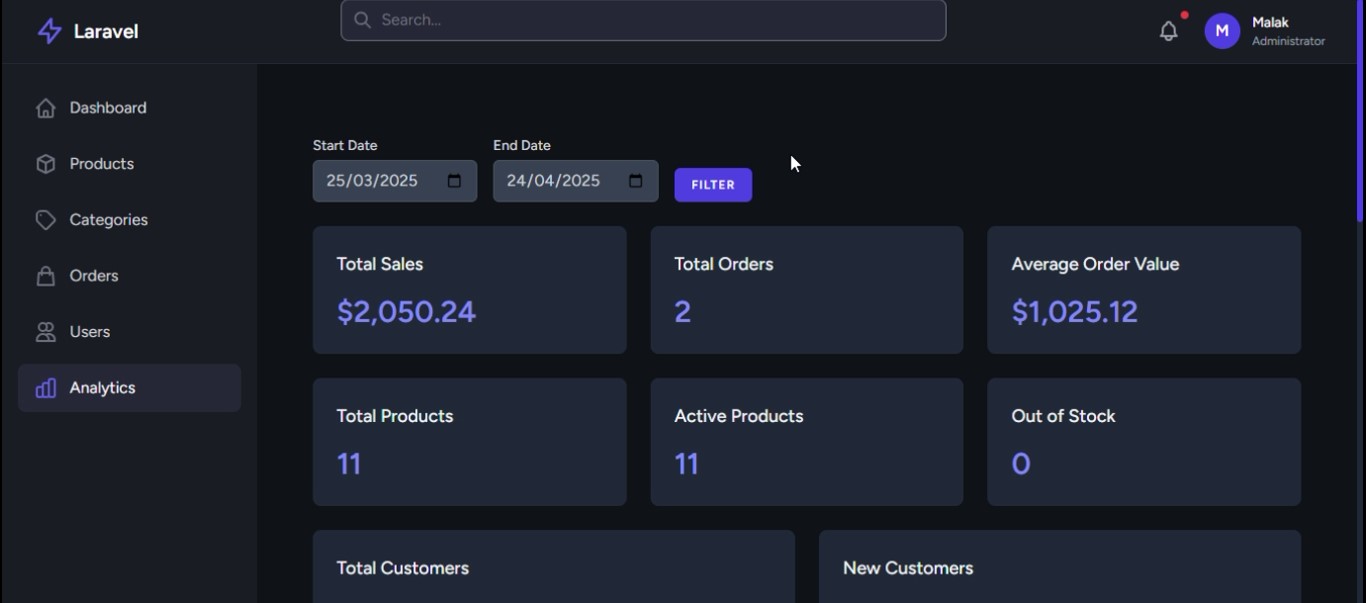 Laravel
Search...
M
Malak
Administrator
Dashboard
Products
Categories
Orders
Users
Analytics
Start Date
End Date
25/03/2025
24/04/2025
FILTER
Total Sales
Total Orders
Average Order Value
$2,050.24
2
$1,025.12
Total Products
Active Products
Out of Stock
11
11
0
Total Customers
New Customers